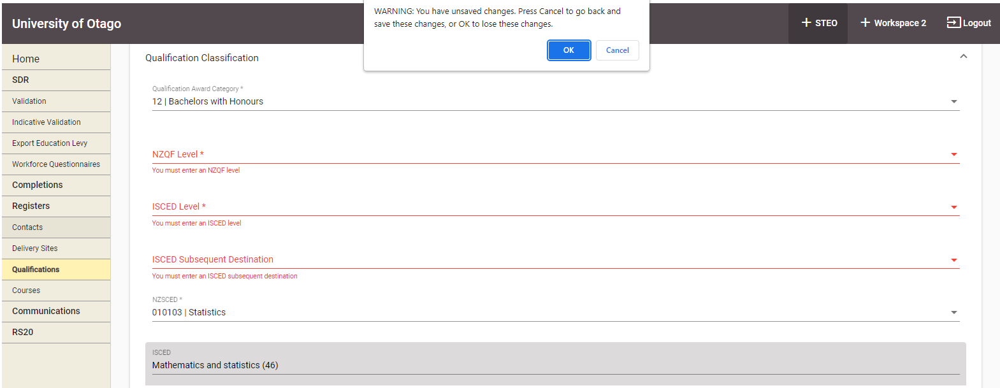 WARNING: You have unsaved changes. Press Cancel to go back and
save these changes, or OK to lose these changes.
OK
Cancel
University of Otago
+ STEO
+ Workspace 2
Logout
Home
SDR
Validation
Indicative Validation
Export Education Levy
Workforce Questionnaires
Completions
Registers
Contacts
Delivery Sites
Qualifications
Courses
Communications
RS20
Qualification Classification
Qualification Award Category *
12 | Bachelors with Honours
NZQF Level *
You must enter an NZQF level
ISCED Level *
You must enter an ISCED level
ISCED Subsequent Destination
You must enter an ISCED subsequent destination
NZSCED *
010103 | Statistics
ISCED
Mathematics and statistics (46)